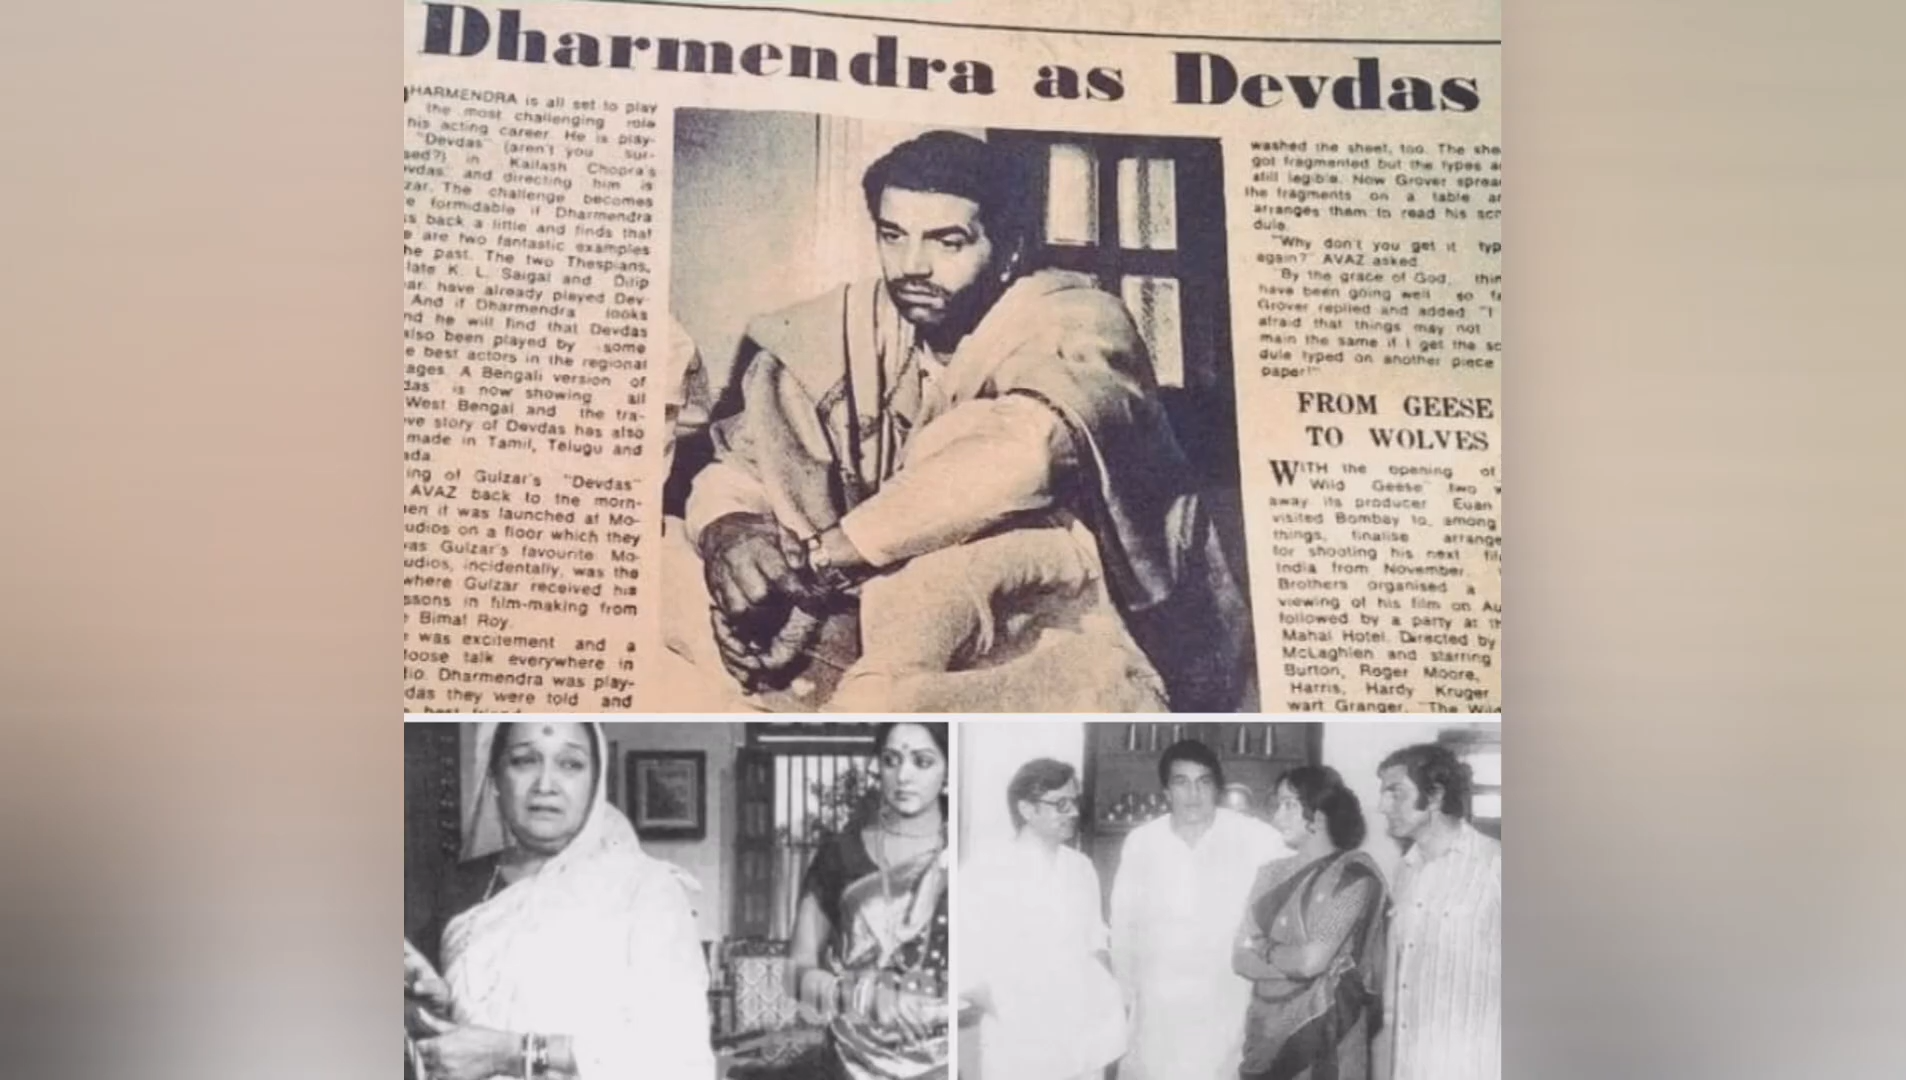 Dharmendra as Devdas
HARMENDRA is all set to play
the most challenging role
his acting career. He is play-
"Devdas" (aren't you sur-
sed?) in Kailash Chopra's
vdas" and directing him is
zar. The challenge becomes
e formidable if Dharmendra
s back a little and finds that
e are two fantastic examples
he past. The two Thespians,
late K. L. Saigal and Dilip
ar have already played Dev-
And if Dharmendra looks
nd he will find that Devdas
also been played by some
e best actors in the regional
ages. A Bengali version of
das" is now showing all
West Bengal and the tra-
ve story of Devdas has also
made in Tamil, Telugu and
ada.
ing of Gulzar's "Devdas"
AVAZ back to the morn-
en it was launched at Mo-
udios on a floor which they
was Gulzar's favourite. Mo-
udios, incidentally, was the
where Gulzar received his
ssons in film-making from
Bimal Roy.
was excitement and a
loose talk everywhere in
dio. Dharmendra was play-
das they were told and
washed the sheet, too. The she
got fragmented but the types a
still legible. Now Grover sprea
the fragments on a table ar
arranges them to read his sch
dule.
"Why don't you get it typ
again?" AVAZ asked.
"By the grace of God, thin
have been going well so fa
Grover replied and added "I
afraid that things may not
main the same if I get the sc
dule typed on another piece
paper!"
FROM GEESE
TO WOLVES
WITH the opening of
Wild Geese" two w
away its producer Euan
visited Bombay to, among
things, finalise arrange
for shooting his next fil
India from November.
Brothers organised a
viewing of his film on Au
followed by a party at th
Mahal Hotel. Directed by
McLaghlen and starring
Burton, Roger Moore,
Harris, Hardy Kruger
wart Granger, "The Wild